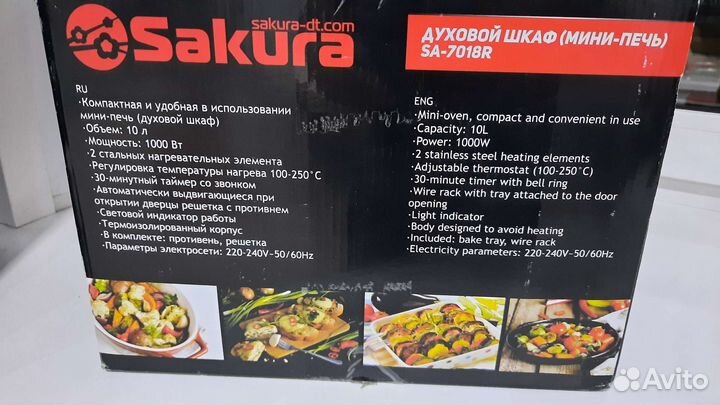 sakura-dt.com
Sakura
ДУХОВОЙ ШКАФ (МИНИ-ПЕЧЬ)
SA-7018R
RU
·Компактная и удобная в использовании
мини-печь (духовой шкаф)
·Объем: 10 л
·Мощность: 1000 Вт
·2 стальных нагревательных элемента
·Регулировка температуры нагрева 100-250°С
·30-минутный таймер со звонком
·Автоматически выдвигающиеся при
открытии дверцы решетка с противнем
·Световой индикатор работы
·Термоизолированный корпус
·В комплекте: противень, решетка
·Параметры электросети: 220-240V~50/60Hz
ENG
·Mini-oven, compact and convenient in use
·Capacity: 10L
·Power: 1000W
·2 stainless steel heating elements
·Adjustable thermostat (100-250°C)
·30-minute timer with bell ring
·Wire rack with tray attached to the door
opening
·Light indicator
·Body designed to avoid heating
·Included: bake tray, wire rack
·Electricity parameters: 220-240V~50/60Hz
Avito